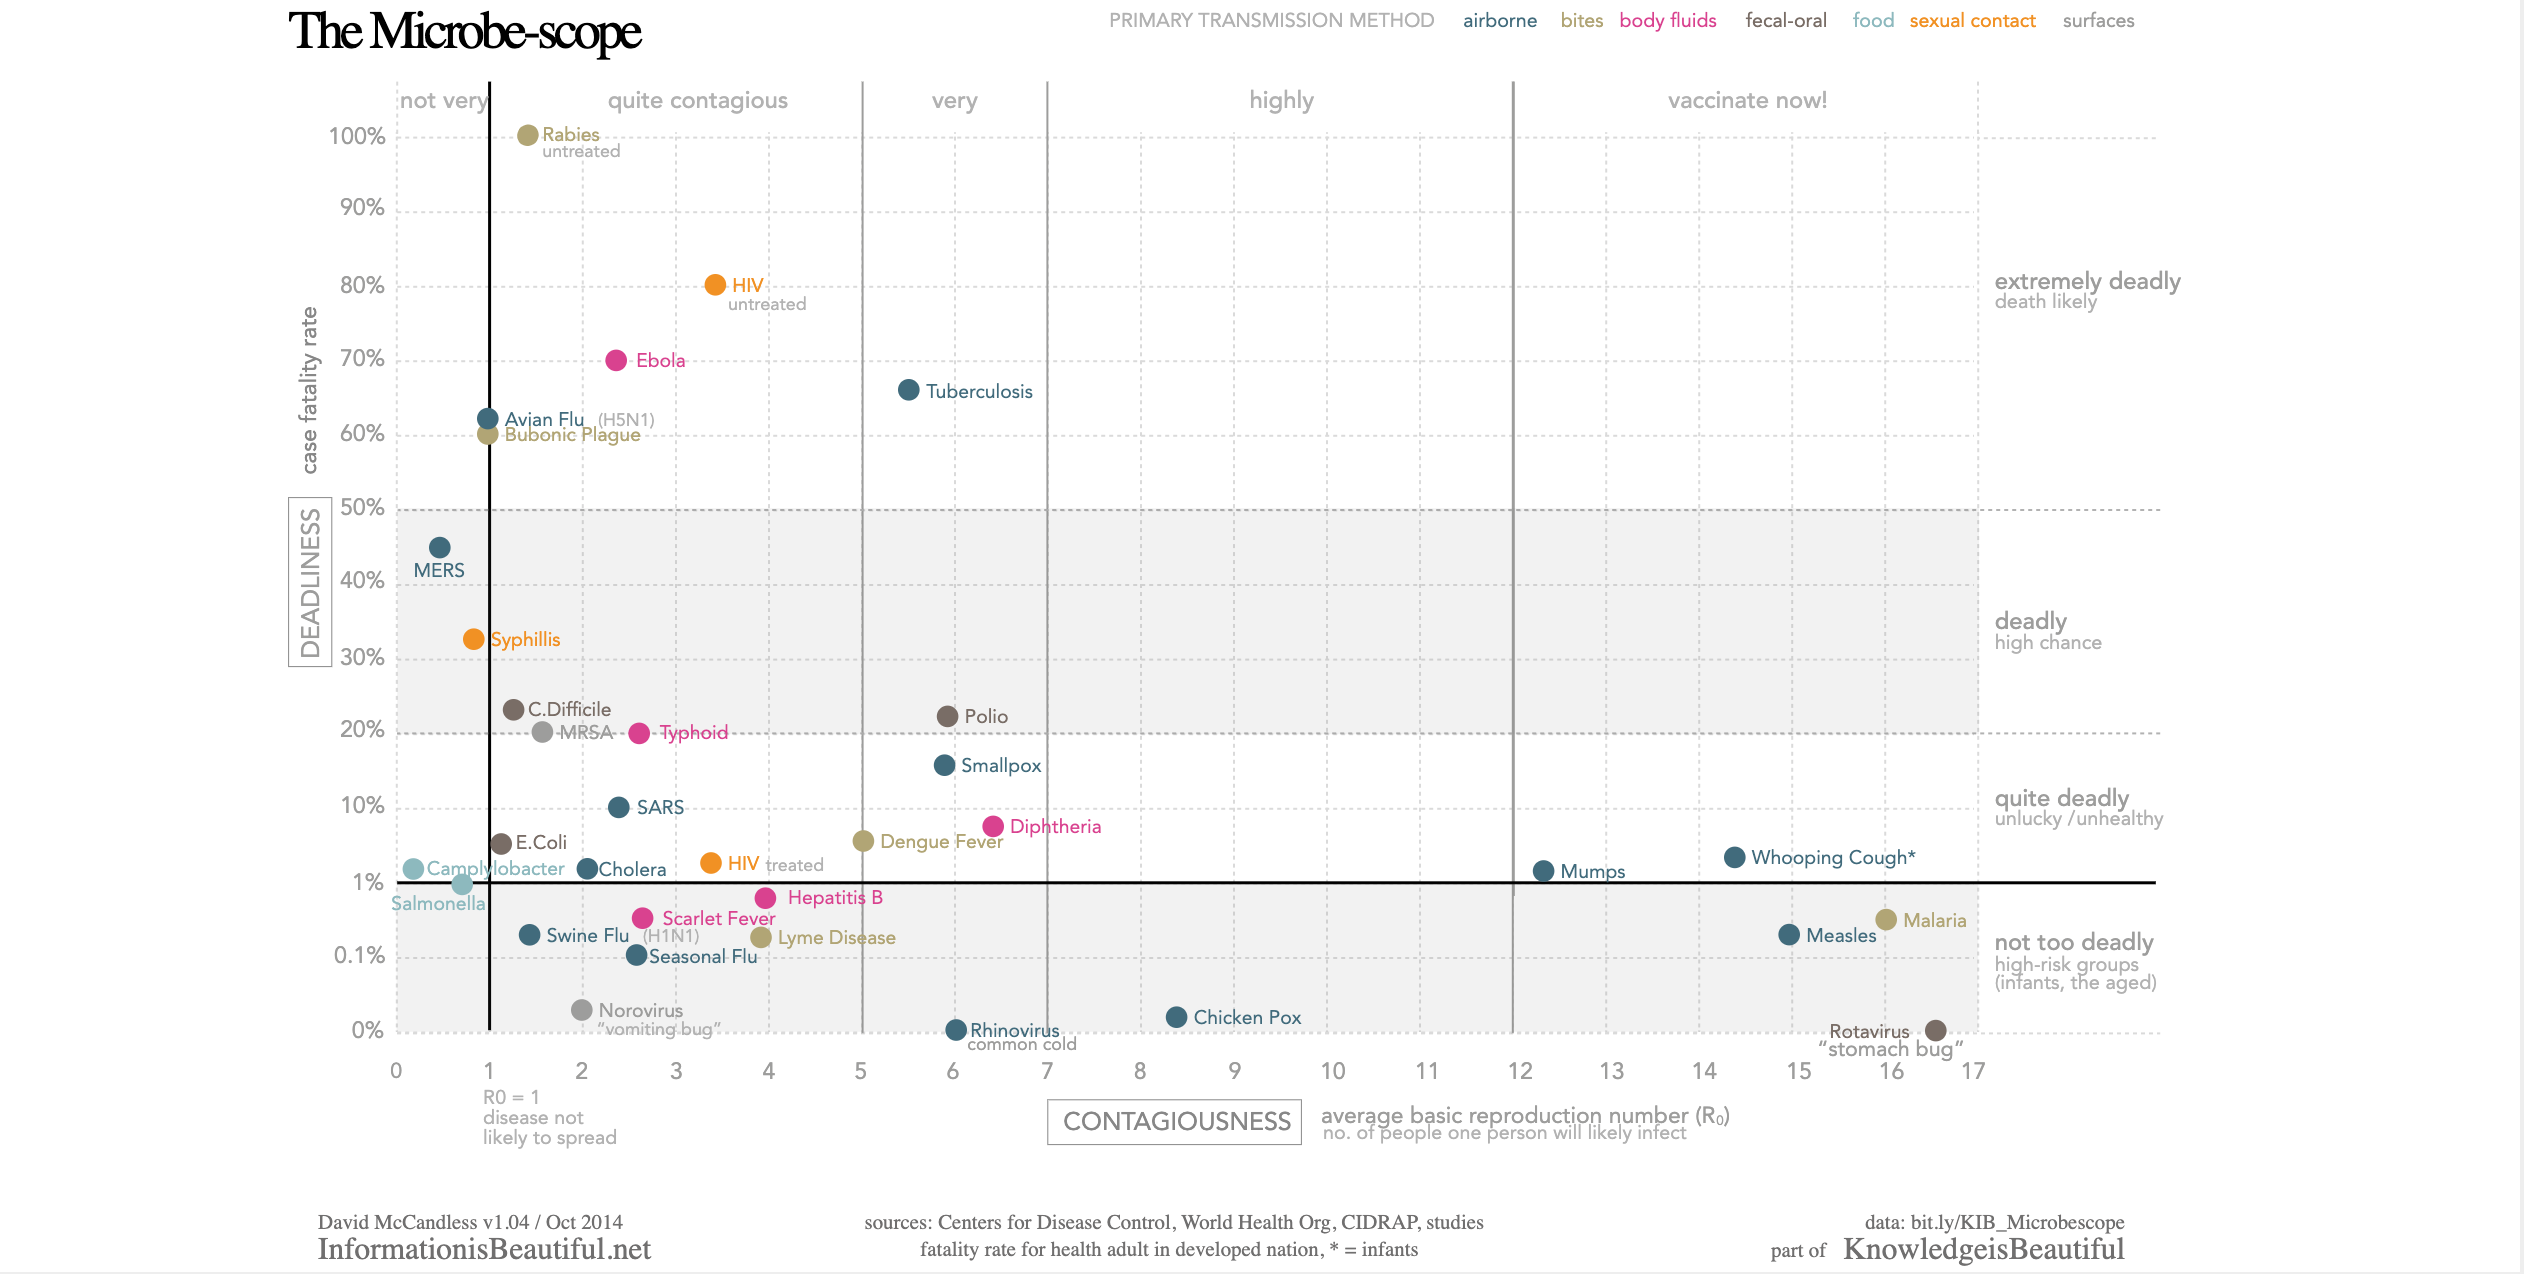 The Microbe-scope
PRIMARY TRANSMISSION METHOD airborne bites body fluids fecal-oral food sexual contact surfaces
not very quite contagious very highly vaccinate now!
100%
Rabies
untreated
90%
80%
HIV
untreated
extremely deadly
death likely
case fatality rate
70%
Ebola
Tuberculosis
Avian Flu (H5N1)
60%
Bubonic Plague
50%
DEADLINESS
MERS
40%
deadly
high chance
Syphillis
30%
C.Difficile
Polio
20%
MRSA
Typhoid
Smallpox
10%
SARS
quite deadly
unlucky /unhealthy
Diphtheria
E.Coli
Dengue Fever
Camplylobacter
Cholera
HIV treated
Mumps
Whooping Cough*
1%
Salmonella
Hepatitis B
Scarlet Fever
Malaria
Swine Flu (H1N1)
Lyme Disease
Measles
not too deadly
high-risk groups
(infants, the aged)
0.1%
Seasonal Flu
Norovirus
"vomiting bug"
Chicken Pox
0%
Rhinovirus
common cold
Rotavirus
"stomach bug"
0 1 2 3 4 5 6 7 8 9 10 11 12 13 14 15 16 17
R0 = 1
disease not
likely to spread
CONTAGIOUSNESS
average basic reproduction number (R₀)
no. of people one person will likely infect
David McCandless v1.04 / Oct 2014
InformationisBeautiful.net
sources: Centers for Disease Control, World Health Org, CIDRAP, studies
fatality rate for health adult in developed nation, * = infants
data: bit.ly/KIB_Microbescope
part of KnowledgeisBeautiful